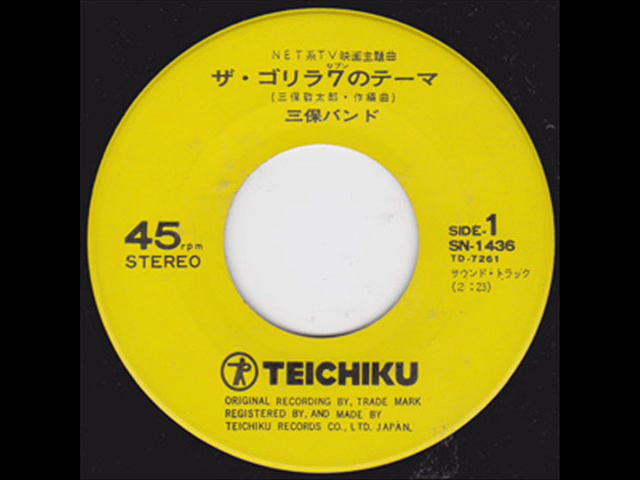 NET系TV映画主題曲
セブン
ザ・ゴリラ7のテーマ
(三保敬太郎・作編曲)
三保バンド
45rpm
STEREO
SIDE-1
SN-1436
TD-7261
サウンド・トラック
(2:23)
TEICHIKU
ORIGINAL RECORDING BY, TRADE MARK
REGISTERED BY, AND MADE BY
TEICHIKU RECORDS CO., LTD. JAPAN.